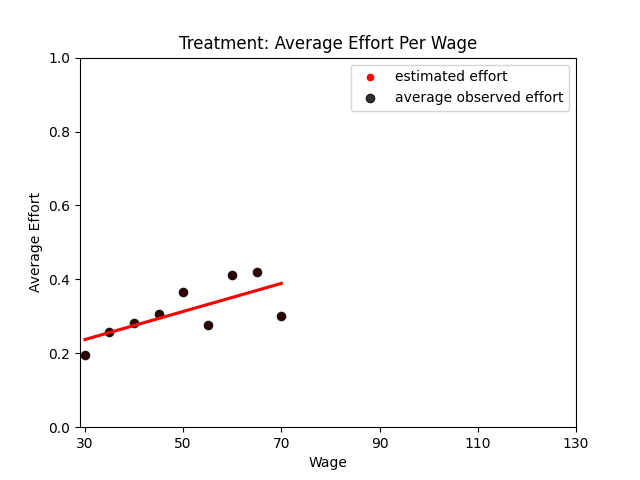 Treatment: Average Effort Per Wage
estimated effort
average observed effort
1.0
0.8
0.6
0.4
0.2
0.0
Average Effort
30
50
70
90
110
130
Wage